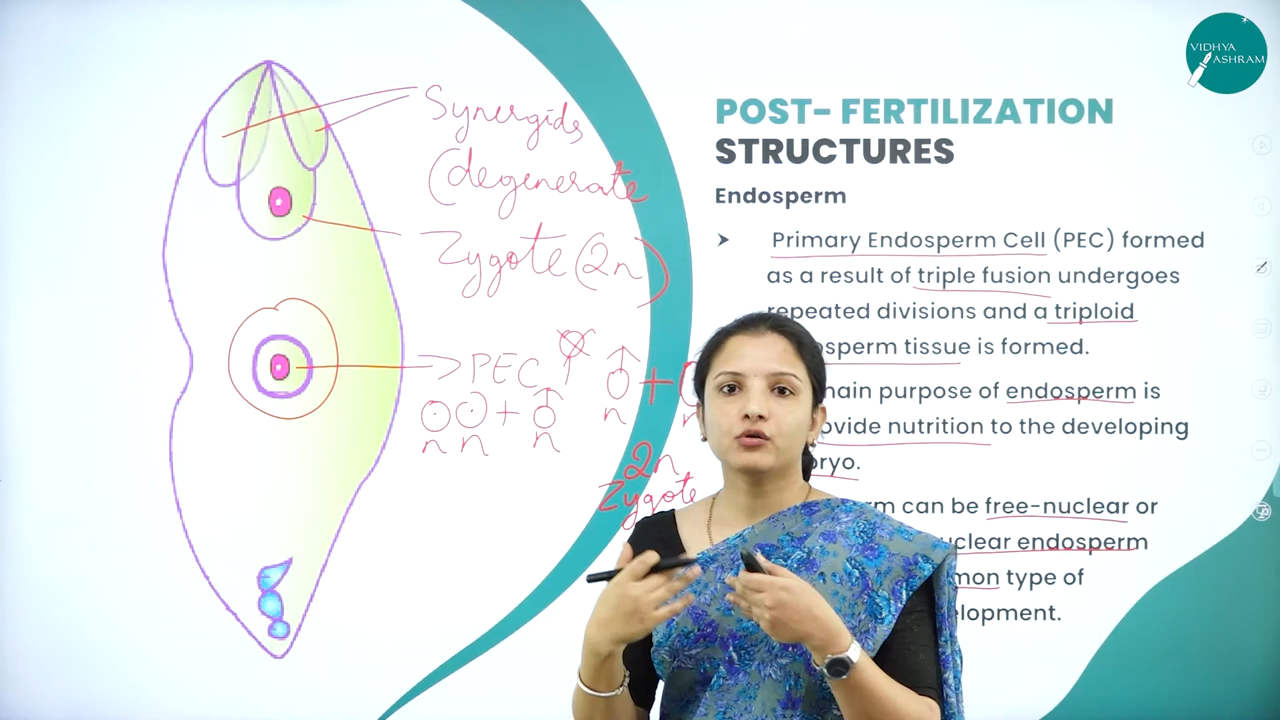 VIDHYA
ASHRAM
POST- FERTILIZATION
STRUCTURES
Endosperm
➤ Primary Endosperm Cell (PEC) formed
as a result of triple fusion undergoes
repeated divisions and a triploid
osperm tissue is formed.
main purpose of endosperm is
ovide nutrition to the developing
bryo.
rm can be free-nuclear or
uclear endosperm
mon type of
elopment.
Synergids
(degenerate
Zygote (2n)
PEC
+
n n n
+
n
2n
Zygote